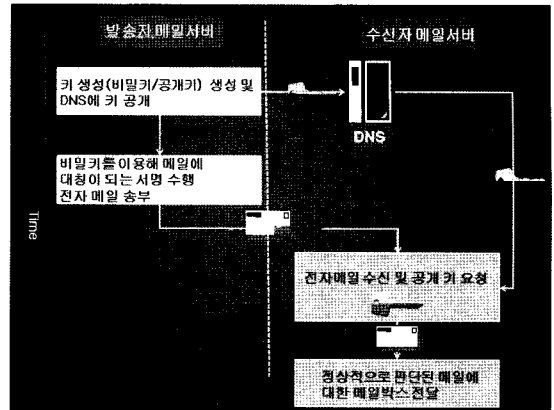 발송자 메일서버
수신자 메일서버
키 생성(비밀키/공개키) 생성 및
DNS에 키 공개
DNS
비밀키를 이용해 메일에
대칭이 되는 서명 수행
전자 메일 송부
Time
전자메일 수신 및 공개 키 요청
정상적으로 판단된 메일에
대한 메일박스 전달